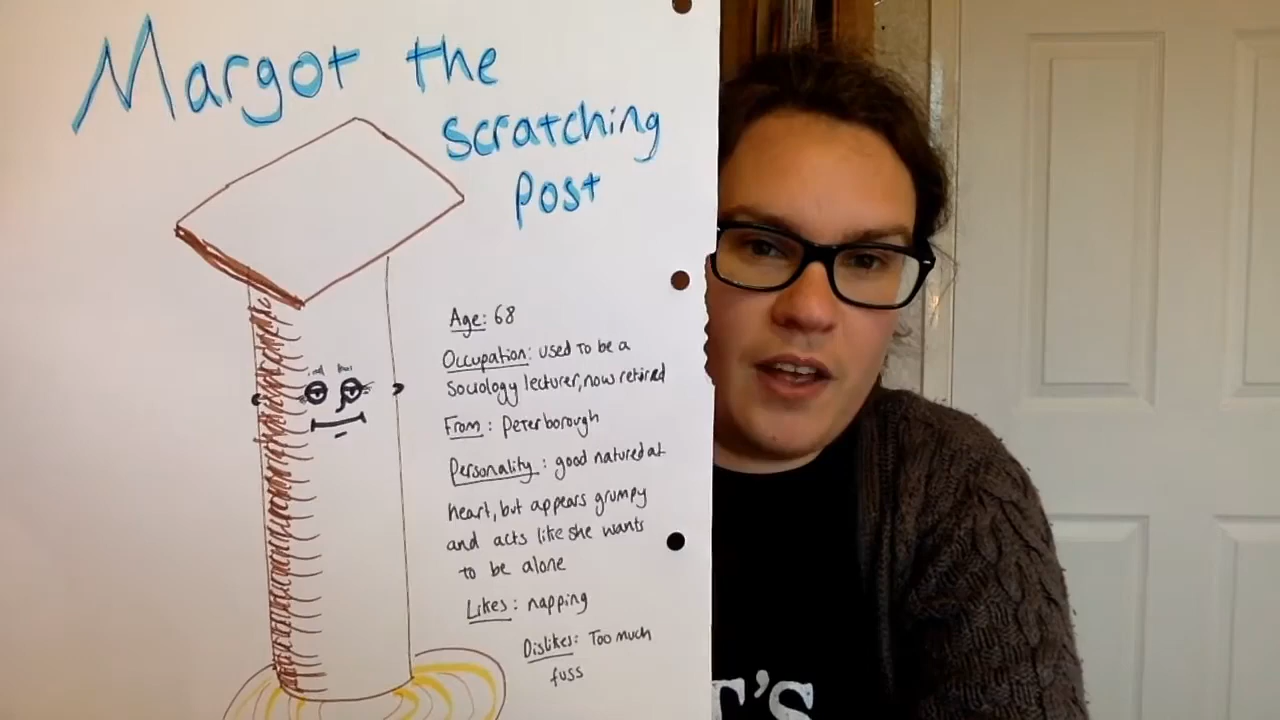 Margot the
scratching
post
Age: 68
Occupation: used to be a
sociology lecturer, now retired
From: Peterborough
Personality: good natured at
heart, but appears grumpy
and acts like she wants
to be alone
Likes: napping
Dislikes: Too much
fuss
T'S